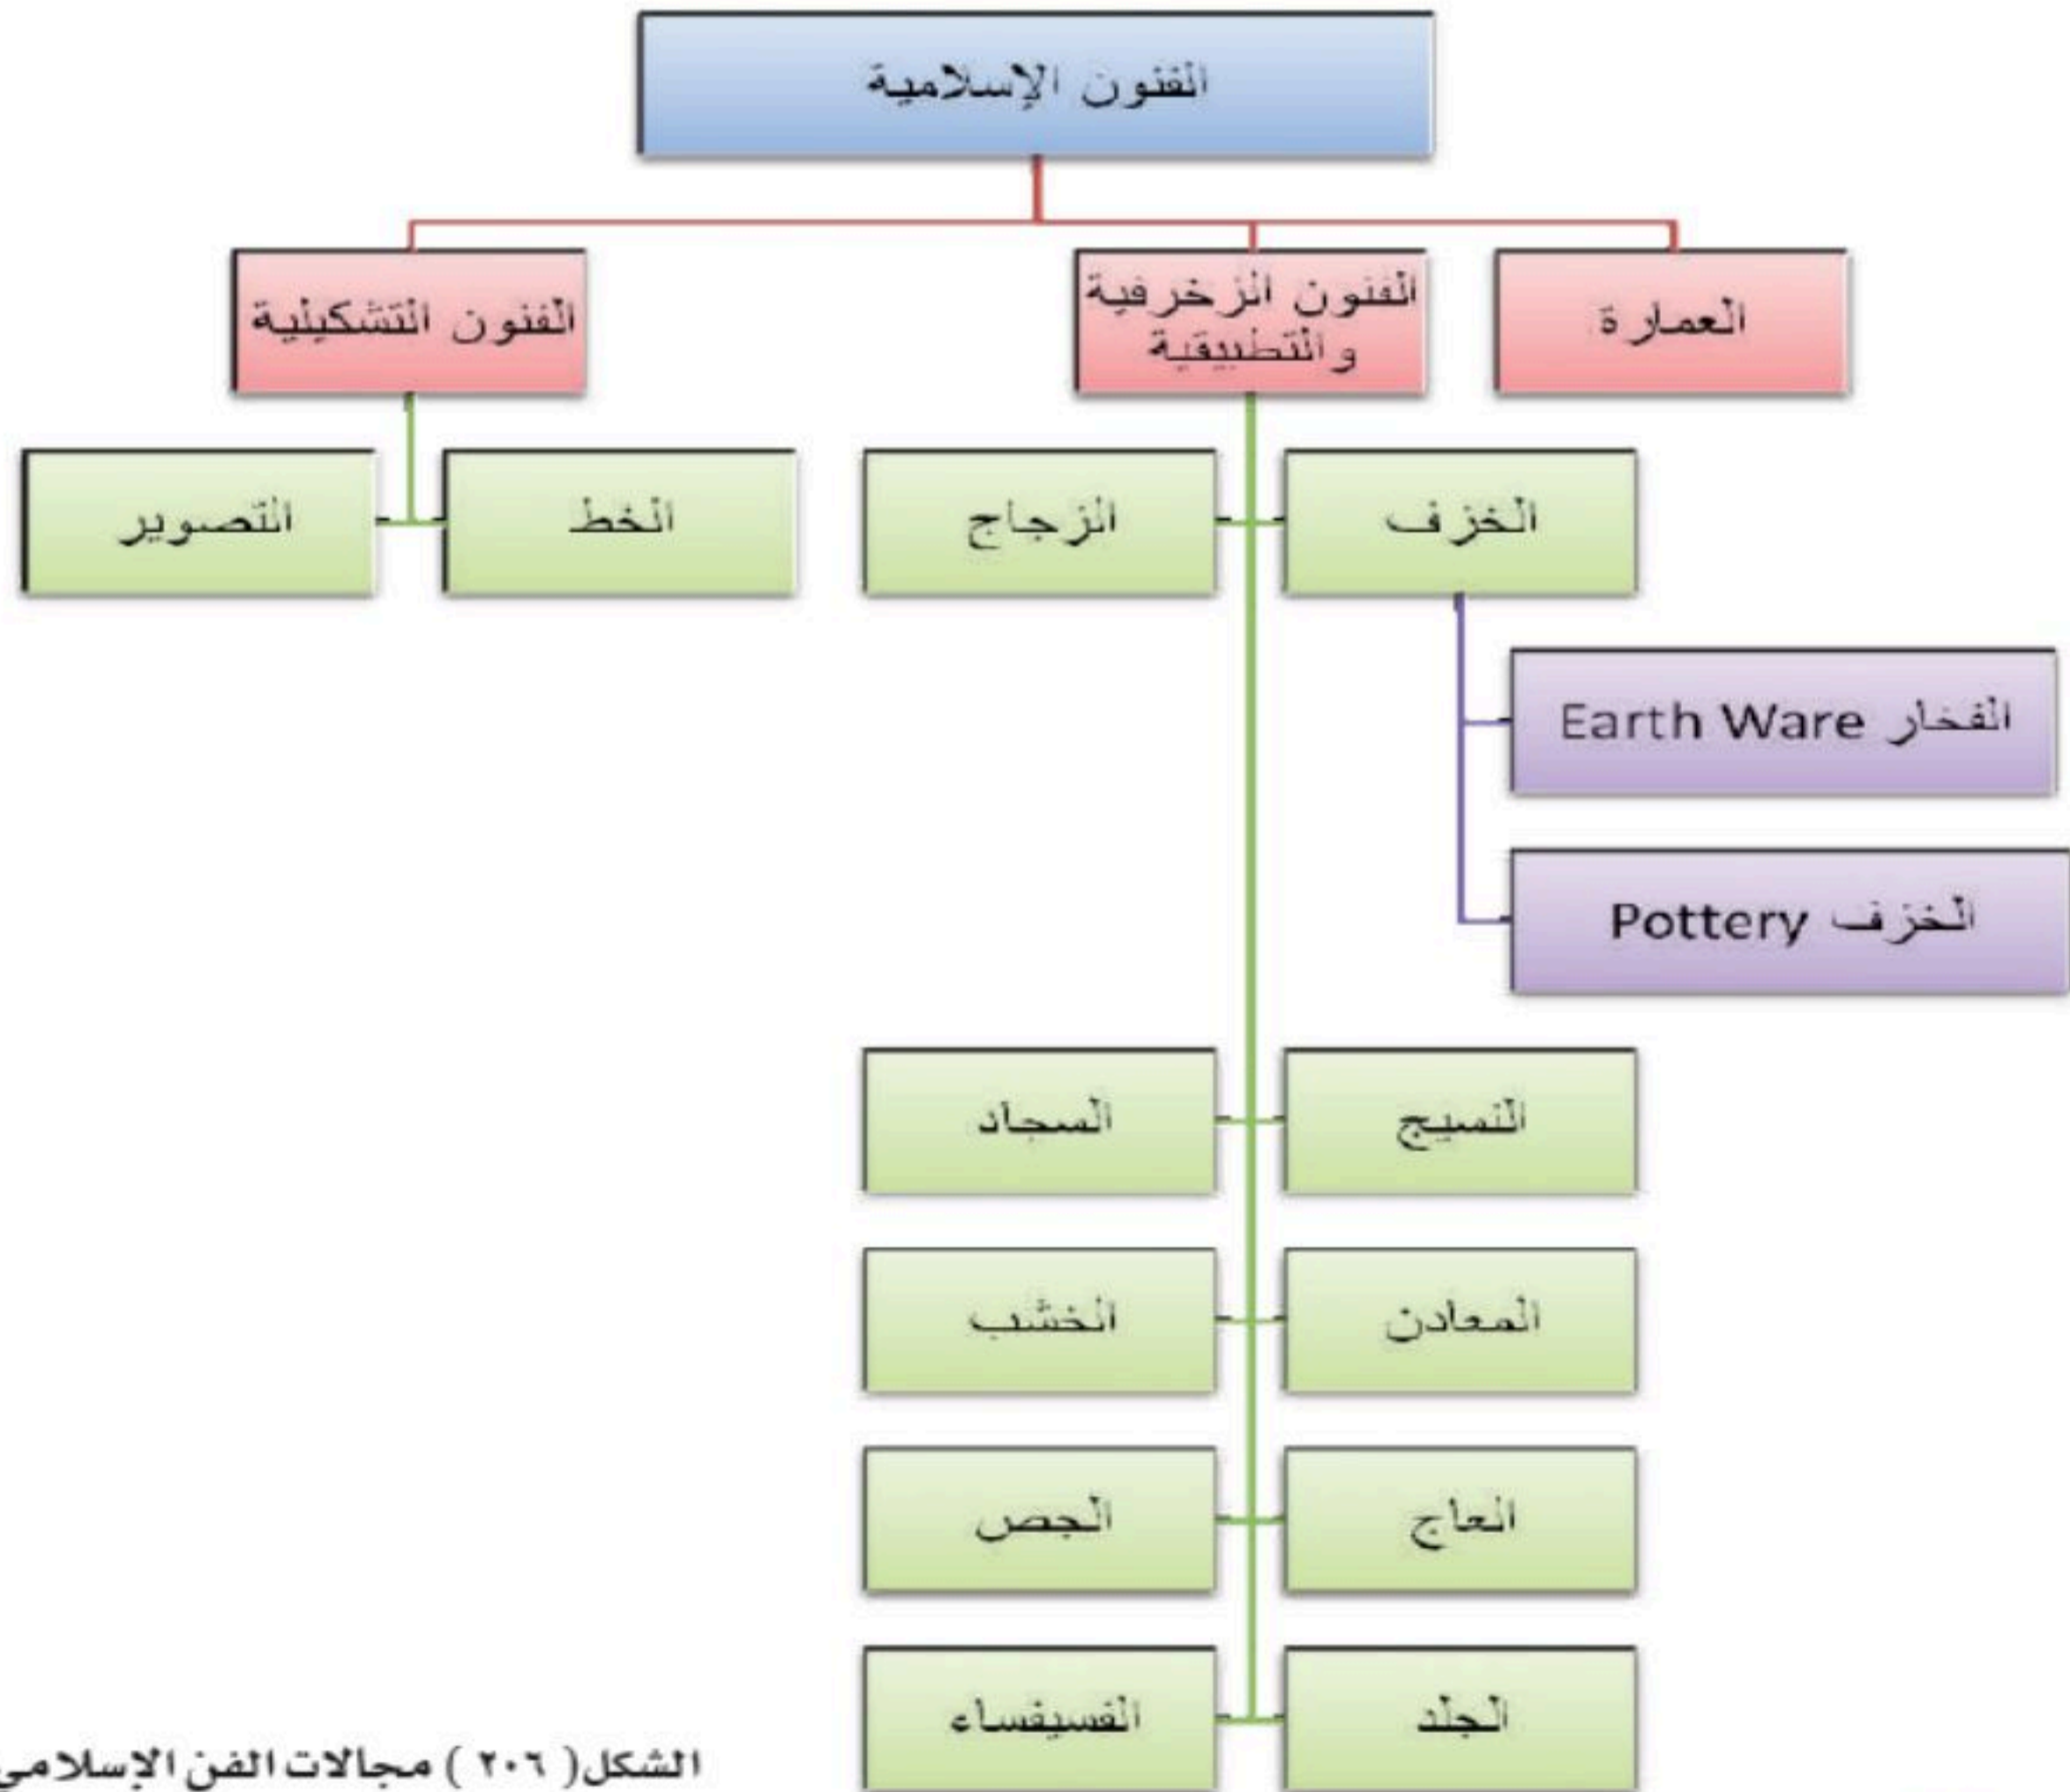 الفنون الإسلامية
العمارة
الفنون الزخرفية
والتطبيقية
الفنون التشكيلية
الخزف
الزجاج
الخط
التصوير
الفخار Earth Ware
الخزف Pottery
النسيج
السجاد
المعادن
الخشب
العاج
الجص
الجلد
الفسيفساء
الشكل( ٢٠٦ ) مجالات الفن الإسلامي